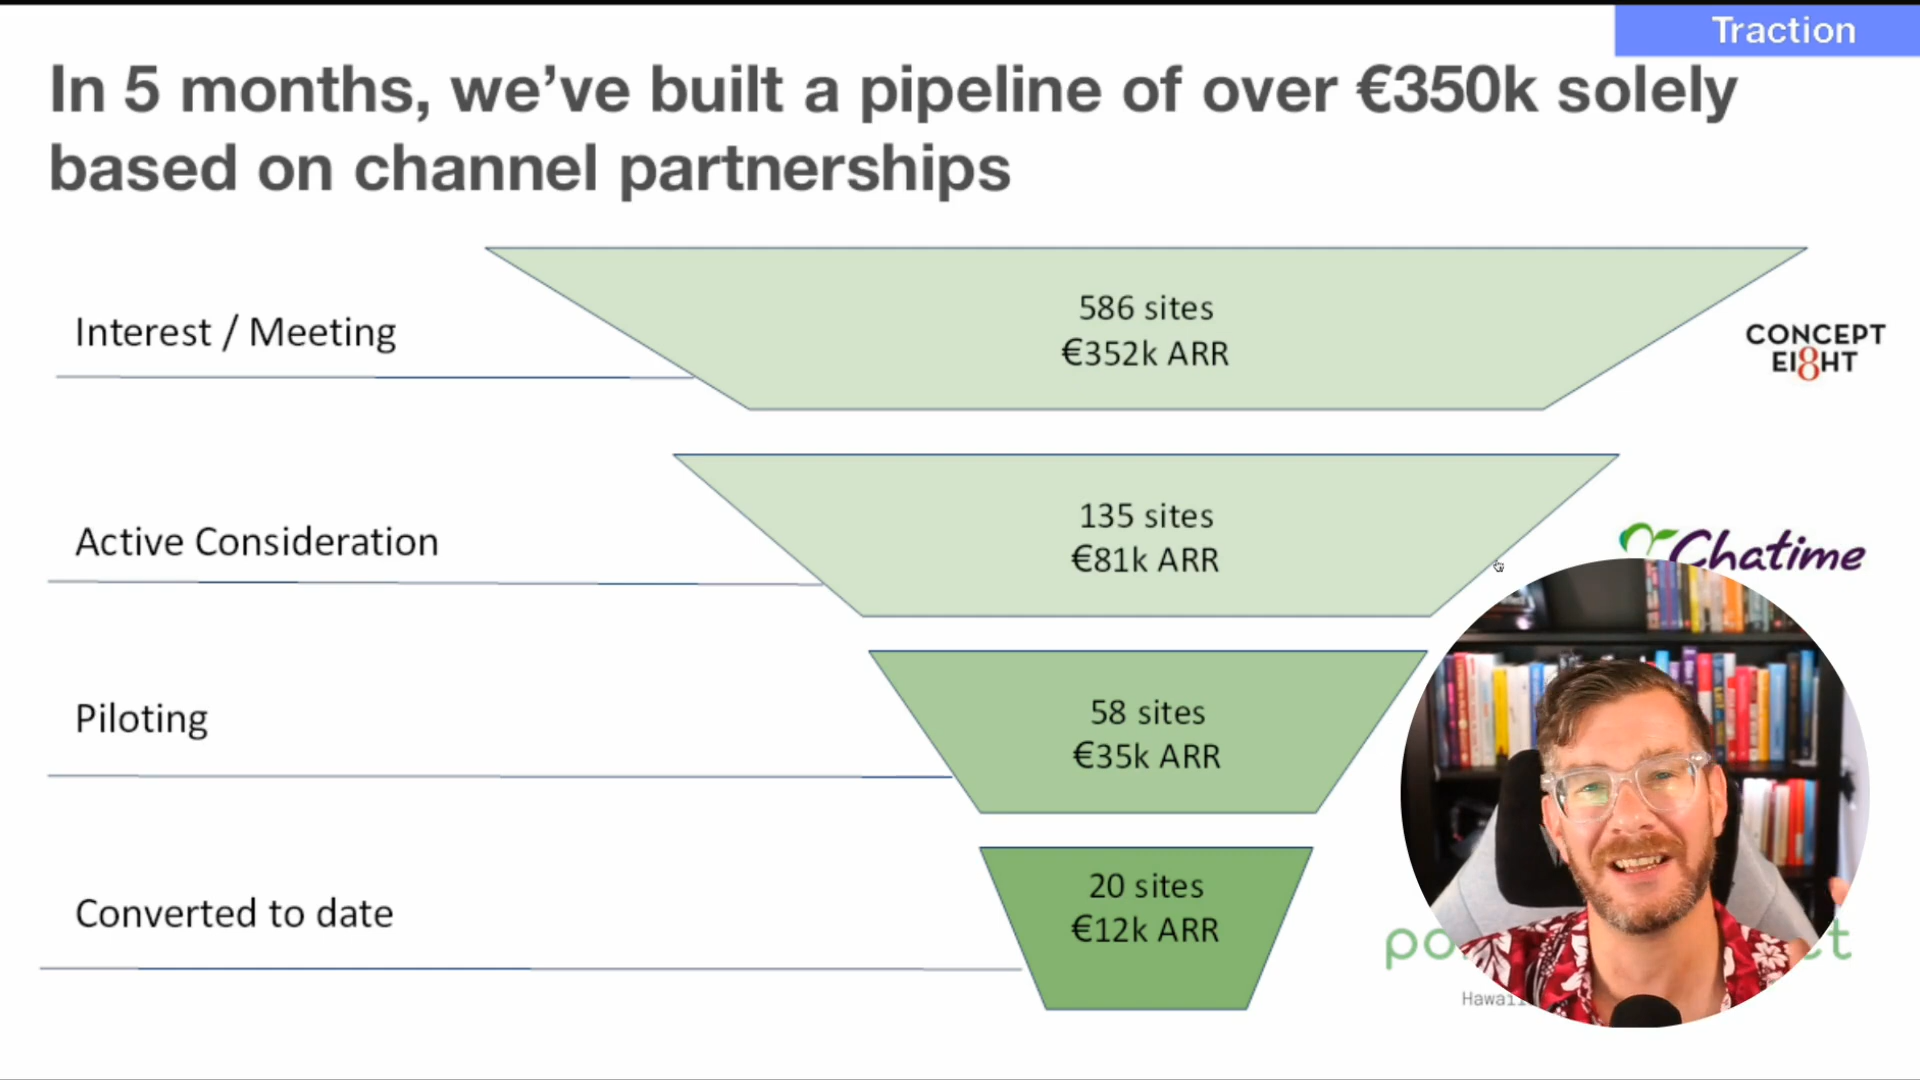 Traction
In 5 months, we've built a pipeline of over €350k solely
based on channel partnerships
Interest / Meeting
586 sites
€352k ARR
CONCEPT
EI8HT
Active Consideration
135 sites
€81k ARR
Chatime
Piloting
58 sites
€35k ARR
Converted to date
20 sites
€12k ARR